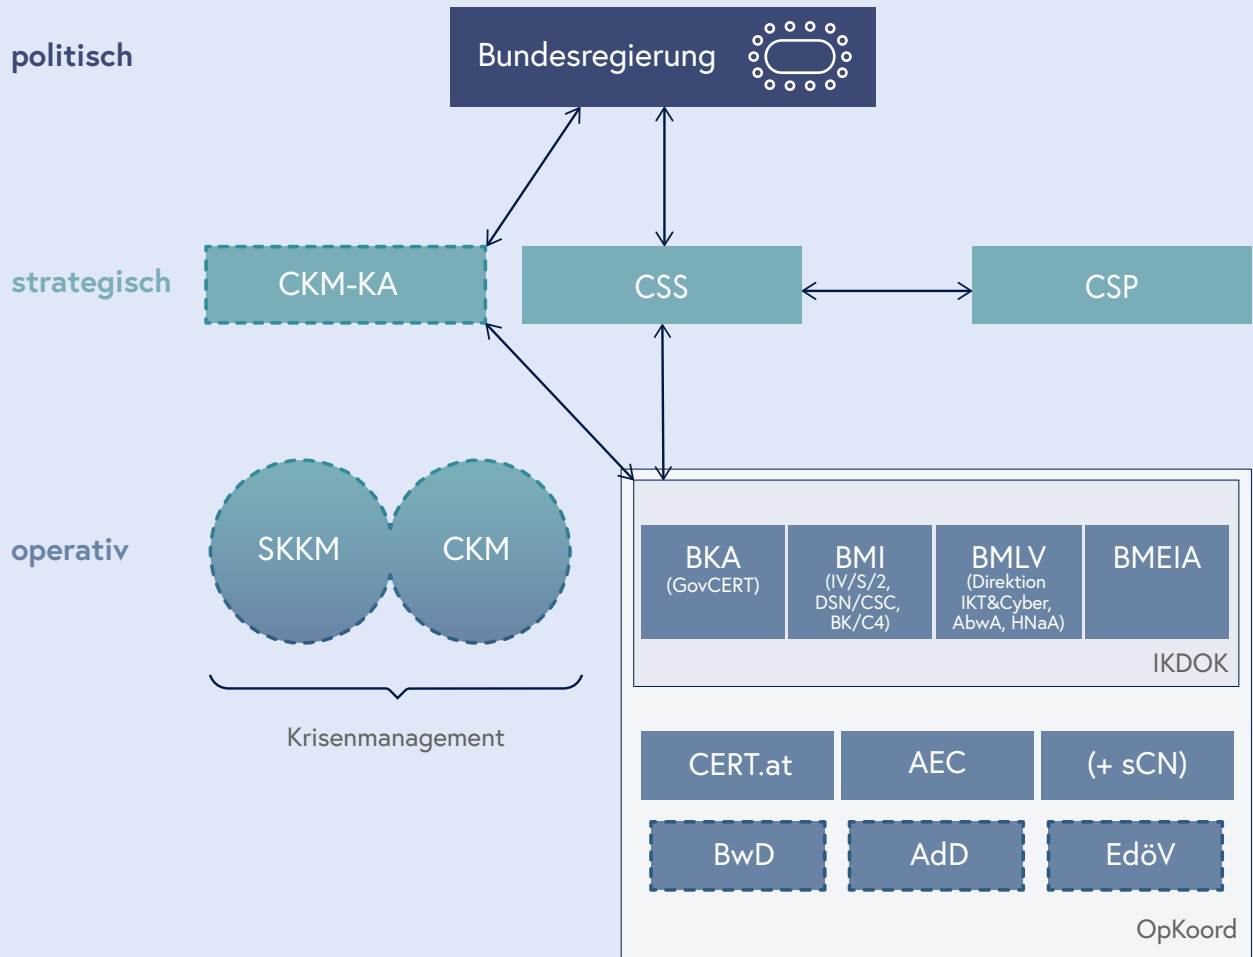 politisch
Bundesregierung
strategisch
CKM-KA
CSS
CSP
operativ
SKKM
CKM
Krisenmanagement
BKA
(GovCERT)
BMI
(IV/S/2,
DSN/CSC,
BK/C4)
BMLV
(Direktion
IKT&Cyber,
AbwA, HNaA)
BMEIA
IKDOK
CERT.at
AEC
(+ sCN)
BwD
AdD
EdöV
OpKoord